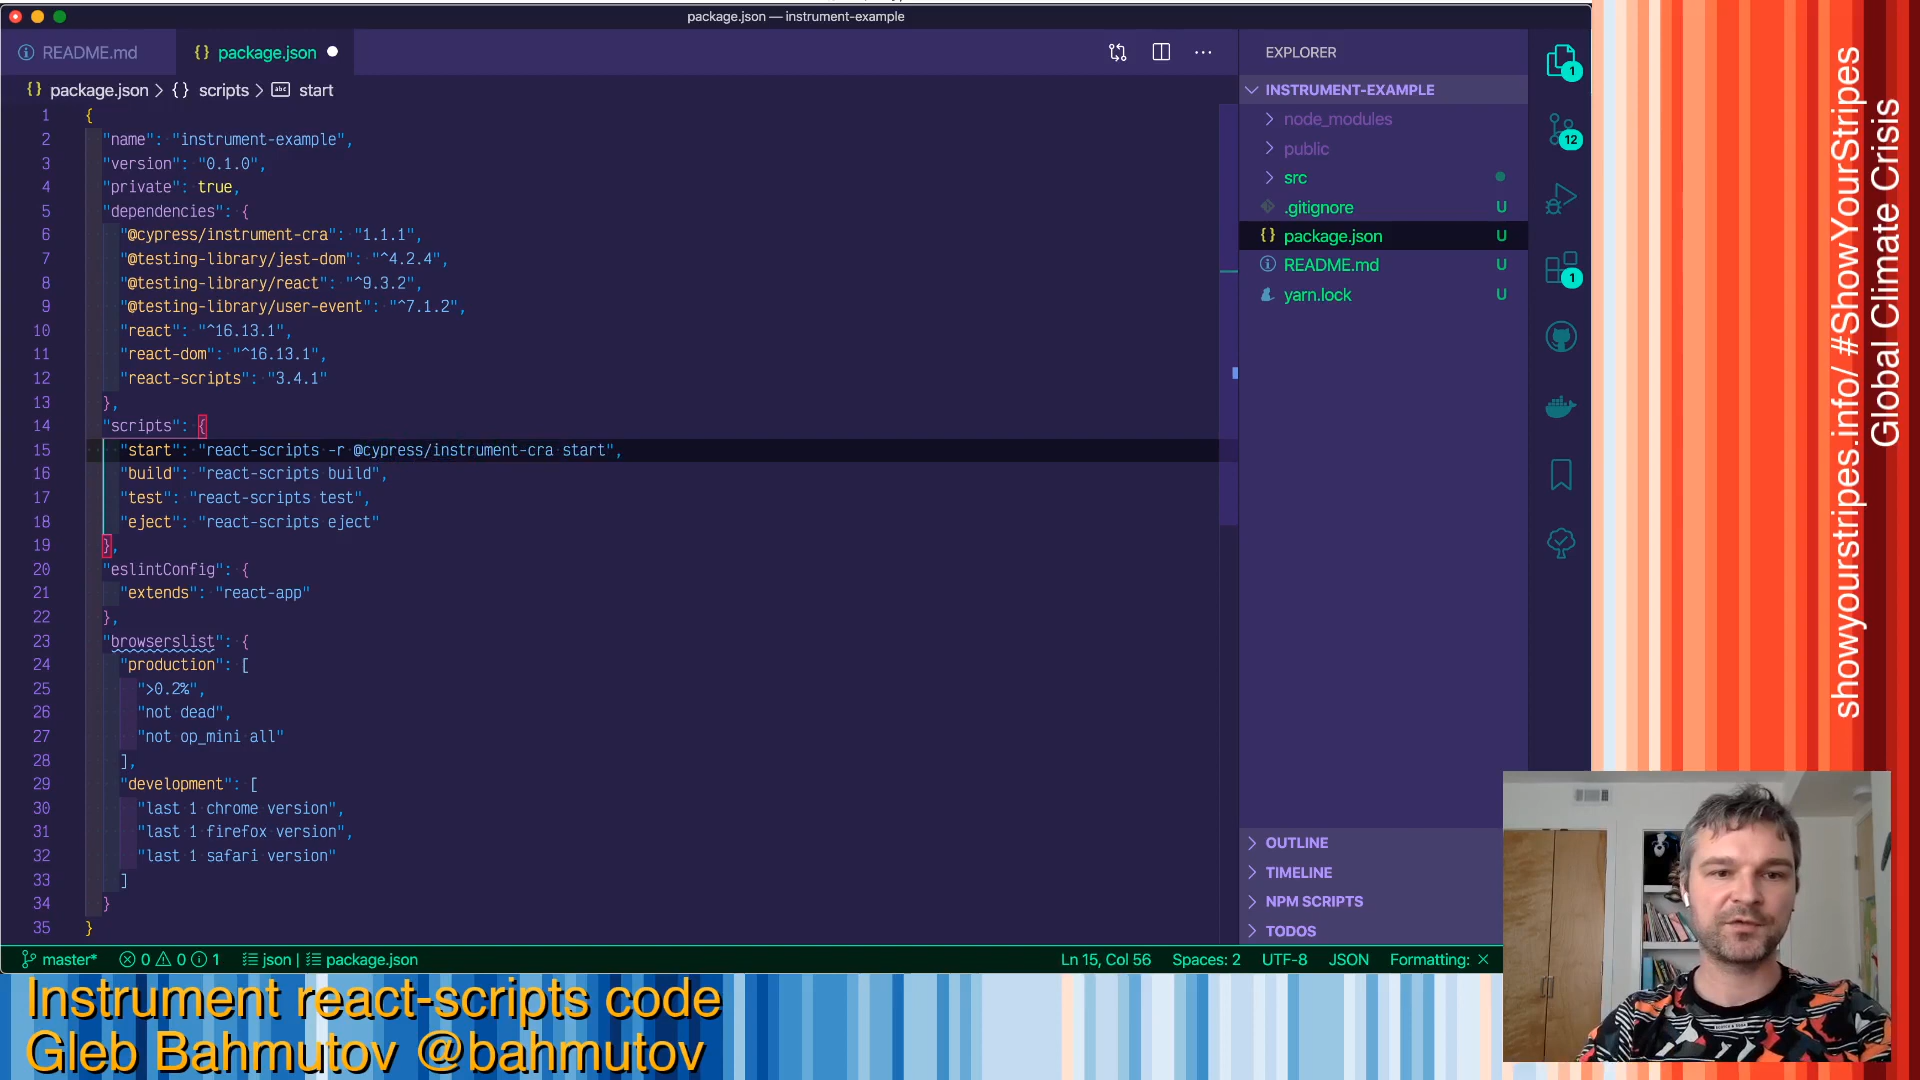 package.json — instrument-example
README.md
{} package.json
EXPLORER
{} package.json > {} scripts > abc start
INSTRUMENT-EXAMPLE
node_modules
public
src
.gitignore U
{} package.json U
README.md U
yarn.lock U
1
12
1
1 {
2 "name": "instrument-example",
3 "version": "0.1.0",
4 "private": true,
5 "dependencies": {
6 "@cypress/instrument-cra": "1.1.1",
7 "@testing-library/jest-dom": "^4.2.4",
8 "@testing-library/react": "^9.3.2",
9 "@testing-library/user-event": "^7.1.2",
10 "react": "^16.13.1",
11 "react-dom": "^16.13.1",
12 "react-scripts": "3.4.1"
13 },
14 "scripts": {
15 "start": "react-scripts -r @cypress/instrument-cra start",
16 "build": "react-scripts build",
17 "test": "react-scripts test",
18 "eject": "react-scripts eject"
19 },
20 "eslintConfig": {
21 "extends": "react-app"
22 },
23 "browserslist": {
24 "production": [
25 ">0.2%",
26 "not dead",
27 "not op_mini all"
28 ],
29 "development": [
30 "last 1 chrome version",
31 "last 1 firefox version",
32 "last 1 safari version"
33 ]
34 }
35 }
OUTLINE
TIMELINE
NPM SCRIPTS
TODOS
master* 0 0 1 json | package.json Ln 15, Col 56 Spaces: 2 UTF-8 JSON Formatting: ×
showyourstripes.info/ #ShowYourStripes
Global Climate Crisis
Instrument react-scripts code
Gleb Bahmutov @bahmutov